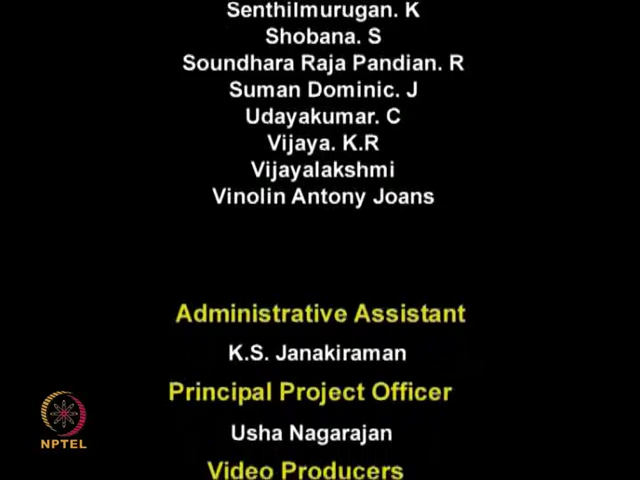 Senthilmurugan. K
Shobana. S
Soundhara Raja Pandian. R
Suman Dominic. J
Udayakumar. C
Vijaya. K.R
Vijayalakshmi
Vinolin Antony Joans
Administrative Assistant
K.S. Janakiraman
Principal Project Officer
Usha Nagarajan
Video Producers
NPTEL